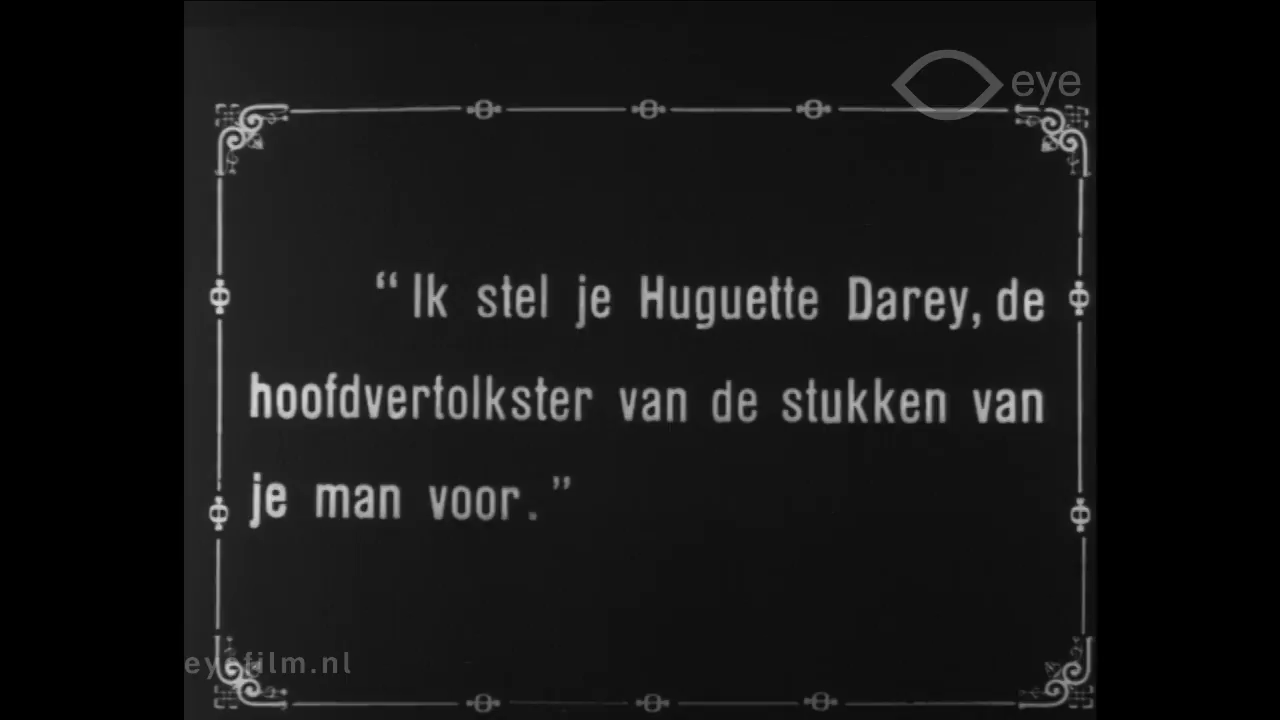 eye
“Ik stel je Huguette Darey, de
hoofdvertolkster van de stukken van
je man voor.”
eyefilm.nl